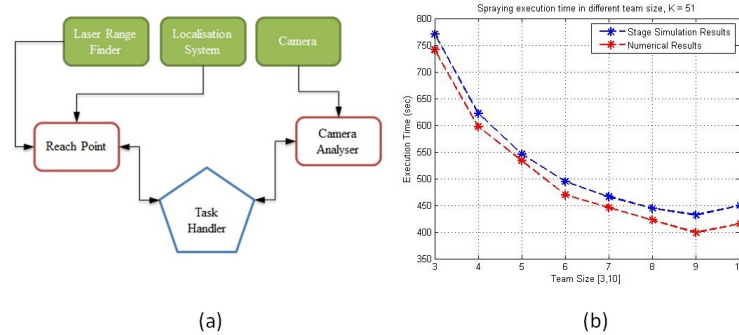 Laser Range
Finder
Localisation
System
Camera
Reach Point
Camera
Analyser
Task
Handler
(a)
Spraying execution time in different team size, K = 51
Stage Simulation Results
Numerical Results
Execution Time (sec)
800
750
700
650
600
550
500
450
400
350
3 4 5 6 7 8 9 1
Team Size [3,10]
(b)